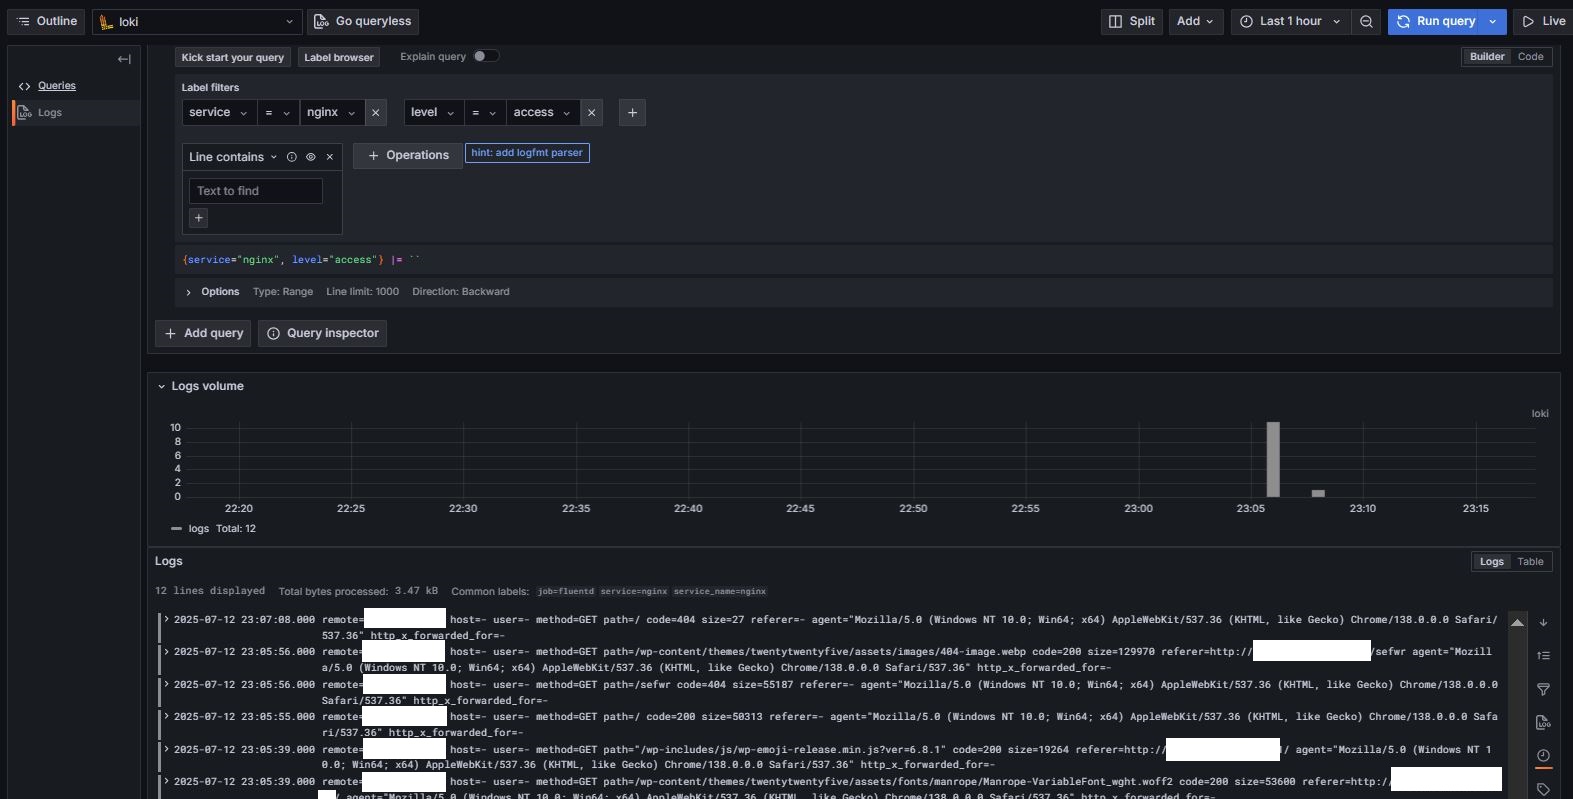 Outline loki Go queryless Split Add Last 1 hour Run query Live
Kick start your query Label browser Explain query Builder Code
Queries
Logs
Label filters
service = nginx × level = access × +
Line contains × + Operations hint: add logfmt parser
Text to find
+
{service="nginx", level="access"} |= ``
Options Type: Range Line limit: 1000 Direction: Backward
+ Add query Query inspector
Logs volume
loki
10
8
6
4
2
0
22:20 22:25 22:30 22:35 22:40 22:45 22:50 22:55 23:00 23:05 23:10 23:15
logs Total: 12
Logs Logs Table
12 lines displayed Total bytes processed: 3.47 kB Common labels: job=fluentd service=nginx service_name=nginx
2025-07-12 23:07:08.000 remote= host=- user=- method=GET path=/ code=404 size=27 referer=- agent="Mozilla/5.0 (Windows NT 10.0; Win64; x64) AppleWebKit/537.36 (KHTML, like Gecko) Chrome/138.0.0.0 Safari/
537.36" http_x_forwarded_for=-
2025-07-12 23:05:56.000 remote= host=- user=- method=GET path=/wp-content/themes/twentytwentyfive/assets/images/404-image.webp code=200 size=129970 referer=http:// /sefwr agent="Mozill
a/5.0 (Windows NT 10.0; Win64; x64) AppleWebKit/537.36 (KHTML, like Gecko) Chrome/138.0.0.0 Safari/537.36" http_x_forwarded_for=-
2025-07-12 23:05:56.000 remote= host=- user=- method=GET path=/sefwr code=404 size=55187 referer=- agent="Mozilla/5.0 (Windows NT 10.0; Win64; x64) AppleWebKit/537.36 (KHTML, like Gecko) Chrome/138.0.0.0
Safari/537.36" http_x_forwarded_for=-
2025-07-12 23:05:55.000 remote= host=- user=- method=GET path=/ code=200 size=50313 referer=- agent="Mozilla/5.0 (Windows NT 10.0; Win64; x64) AppleWebKit/537.36 (KHTML, like Gecko) Chrome/138.0.0.0 Safa
ri/537.36" http_x_forwarded_for=-
2025-07-12 23:05:39.000 remote= host=- user=- method=GET path="/wp-includes/js/wp-emoji-release.min.js?ver=6.8.1" code=200 size=19264 referer=http:// / agent="Mozilla/5.0 (Windows NT 1
0.0; Win64; x64) AppleWebKit/537.36 (KHTML, like Gecko) Chrome/138.0.0.0 Safari/537.36" http_x_forwarded_for=-
2025-07-12 23:05:39.000 remote= host=- user=- method=GET path=/wp-content/themes/twentytwentyfive/assets/fonts/manrope/Manrope-VariableFont_wght.woff2 code=200 size=53600 referer=http://
/ agent="Mozilla/5.0 (Windows NT 10.0; Win64; x64) AppleWebKit/537.36 (KHTML, like Gecko) Chrome/138.0.0.0 Safari/537.36" http_x_forwarded_for=-